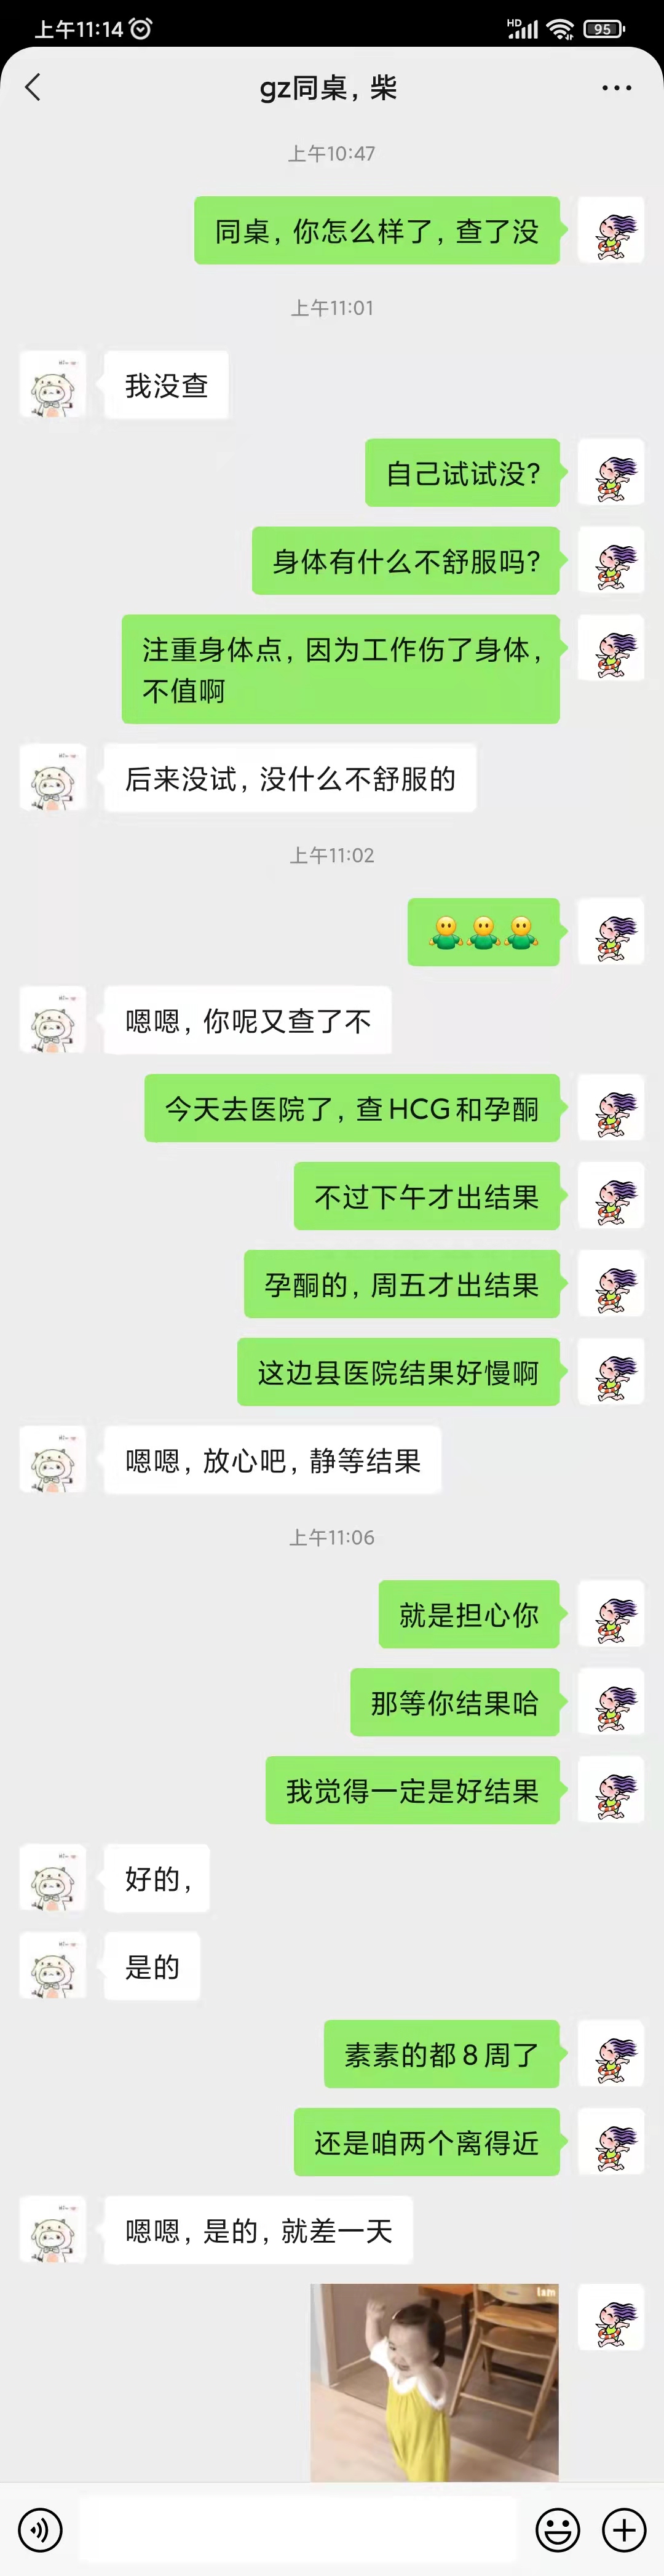 上午11:14
HD
95
gz同桌，柴
上午10:47
同桌，你怎么样了，查了没
上午11:01
我没查
自己试试没？
身体有什么不舒服吗？
注重身体点，因为工作伤了身体，
不值啊
后来没试，没什么不舒服的
上午11:02
嗯嗯，你呢又查了不
今天去医院了，查HCG和孕酮
不过下午才出结果
孕酮的，周五才出结果
这边县医院结果好慢啊
嗯嗯，放心吧，静等结果
上午11:06
就是担心你
那等你结果哈
我觉得一定是好结果
好的，
是的
素素的都8周了
还是咱两个离得近
嗯嗯，是的，就差一天